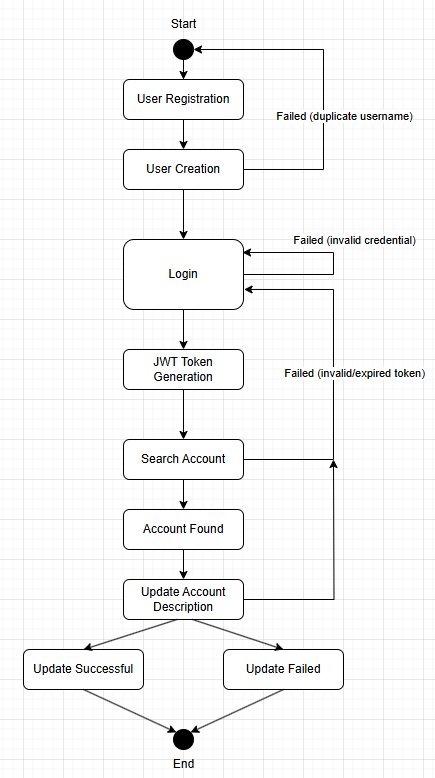 Start
User Registration
Failed (duplicate username)
User Creation
Failed (invalid credential)
Login
JWT Token
Generation
Failed (invalid/expired token)
Search Account
Account Found
Update Account
Description
Update Successful
Update Failed
End